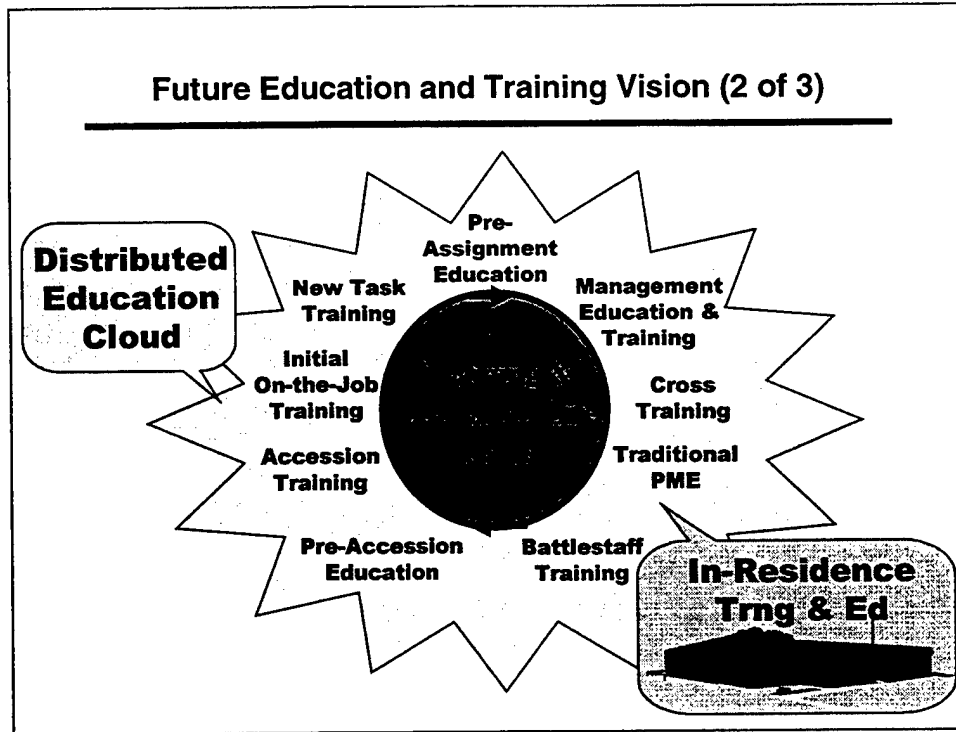 Future Education and Training Vision (2 of 3)
Distributed
Education
Cloud
Pre-
Assignment
Education
New Task
Training
Management
Education &
Training
Initial
On-the-Job
Training
Cross
Training
Accession
Training
Traditional
PME
Pre-Accession
Education
Battlestaff
Training
In-Residence
Trng & Ed